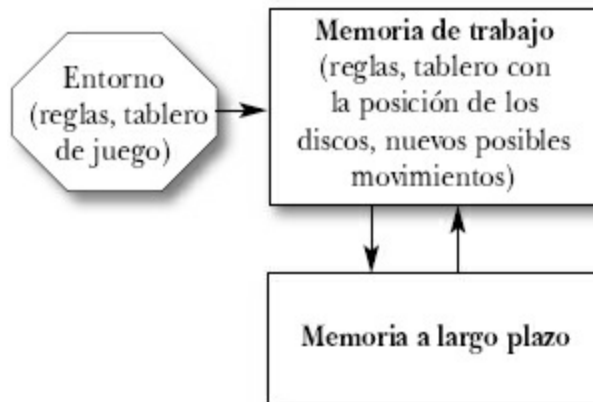 Entorno
(reglas, tablero
de juego)
Memoria de trabajo
(reglas, tablero con
la posición de los
discos, nuevos posibles
movimientos)
Memoria a largo plazo